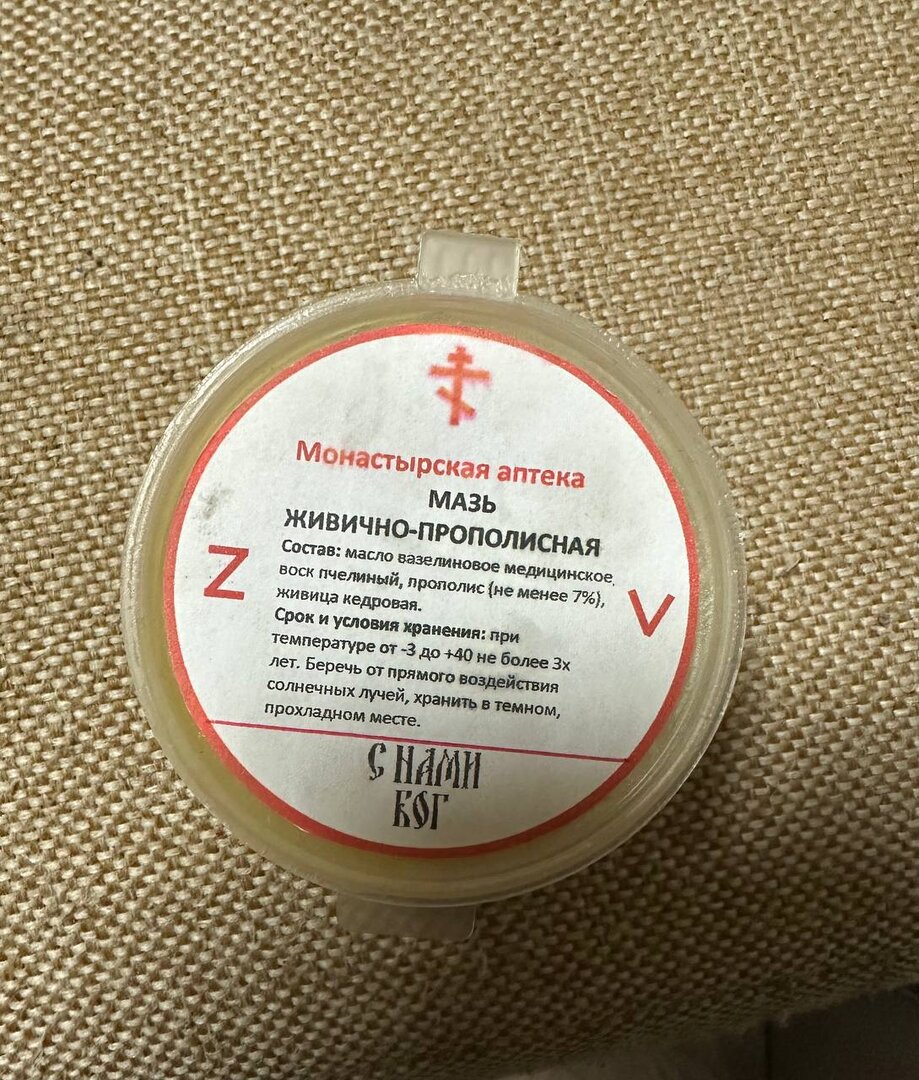 Монастырская аптека
МАЗЬ
ЖИВИЧНО-ПРОПОЛИСНАЯ
Состав: масло вазелиновое медицинское,
воск пчелиный, прополис (не менее 7%),
живица кедровая.
Z
V
Срок и условия хранения: при
температуре от -3 до +40 не более 3х
лет. Беречь от прямого воздействия
солнечных лучей, хранить в темном,
прохладном месте.
С НАМИ
БОГ